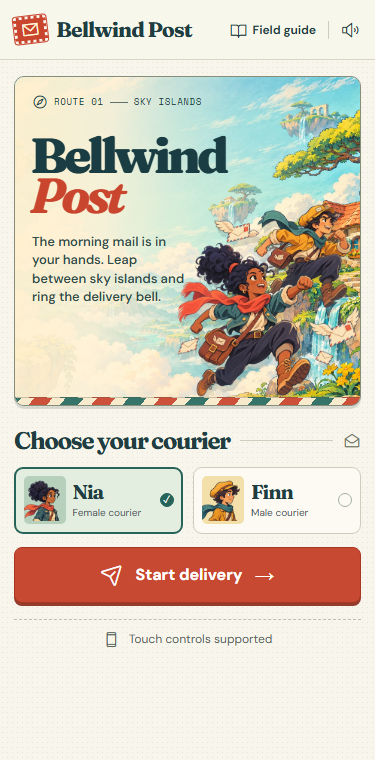 Bellwind Post
Field guide
ROUTE 01 — SKY ISLANDS
Bellwind
Post
The morning mail is in
your hands. Leap
between sky islands and
ring the delivery bell.
Choose your courier
Nia
Female courier
Finn
Male courier
Start delivery →
Touch controls supported